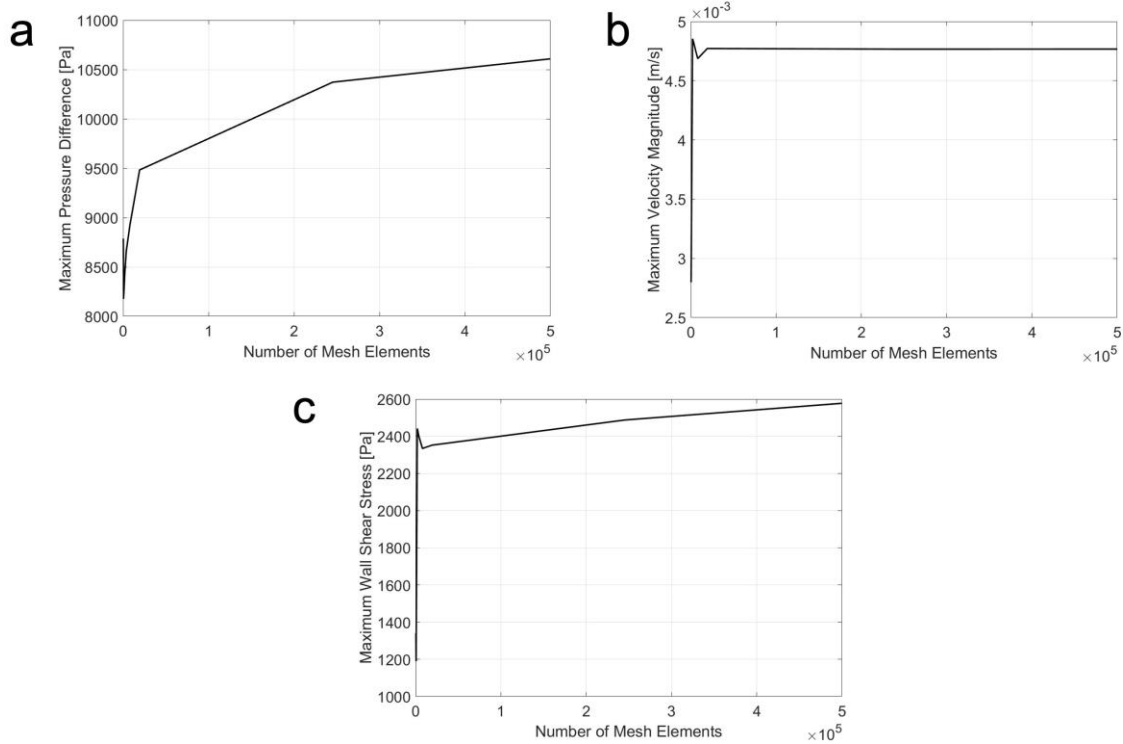 a
Maximum Pressure Difference [Pa]
11000
10500
10000
9500
9000
8500
8000
0 1 2 3 4 5
Number of Mesh Elements
×10^5
b
Maximum Velocity Magnitude [m/s]
×10^-3
5
4.5
4
3.5
3
2.5
0 1 2 3 4 5
Number of Mesh Elements
×10^5
c
Maximum Wall Shear Stress [Pa]
2600
2400
2200
2000
1800
1600
1400
1200
1000
0 1 2 3 4 5
Number of Mesh Elements
×10^5